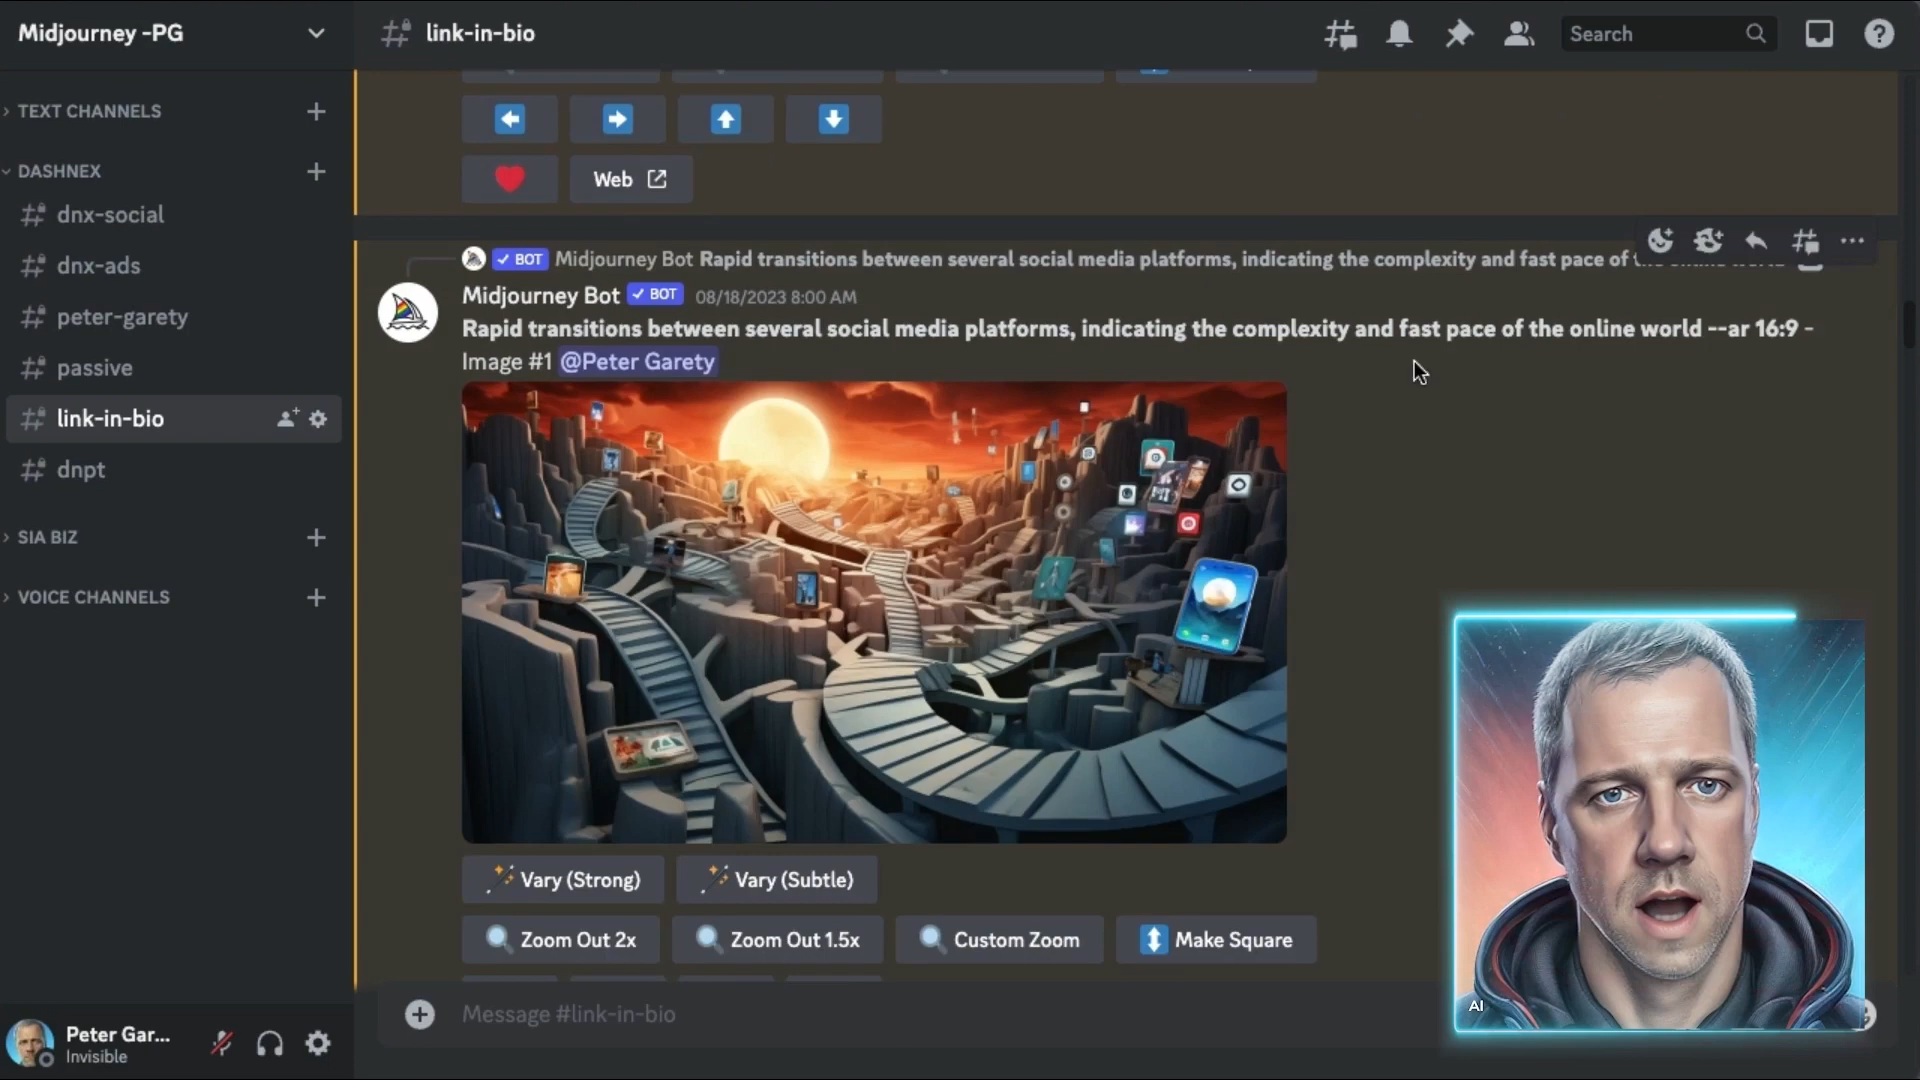 Midjourney -PG
link-in-bio
Search
TEXT CHANNELS
DASHNEX
dnx-social
dnx-ads
peter-garety
passive
link-in-bio
dnpt
SIA BIZ
VOICE CHANNELS
Peter Gar...
Invisible
Web
BOT Midjourney Bot Rapid transitions between several social media platforms, indicating the complexity and fast pace of
Midjourney Bot BOT 08/18/2023 8:00 AM
Rapid transitions between several social media platforms, indicating the complexity and fast pace of the online world --ar 16:9 -
Image #1 @Peter Garety
Vary (Strong) Vary (Subtle)
Zoom Out 2x Zoom Out 1.5x Custom Zoom Make Square
Message #link-in-bio
AI